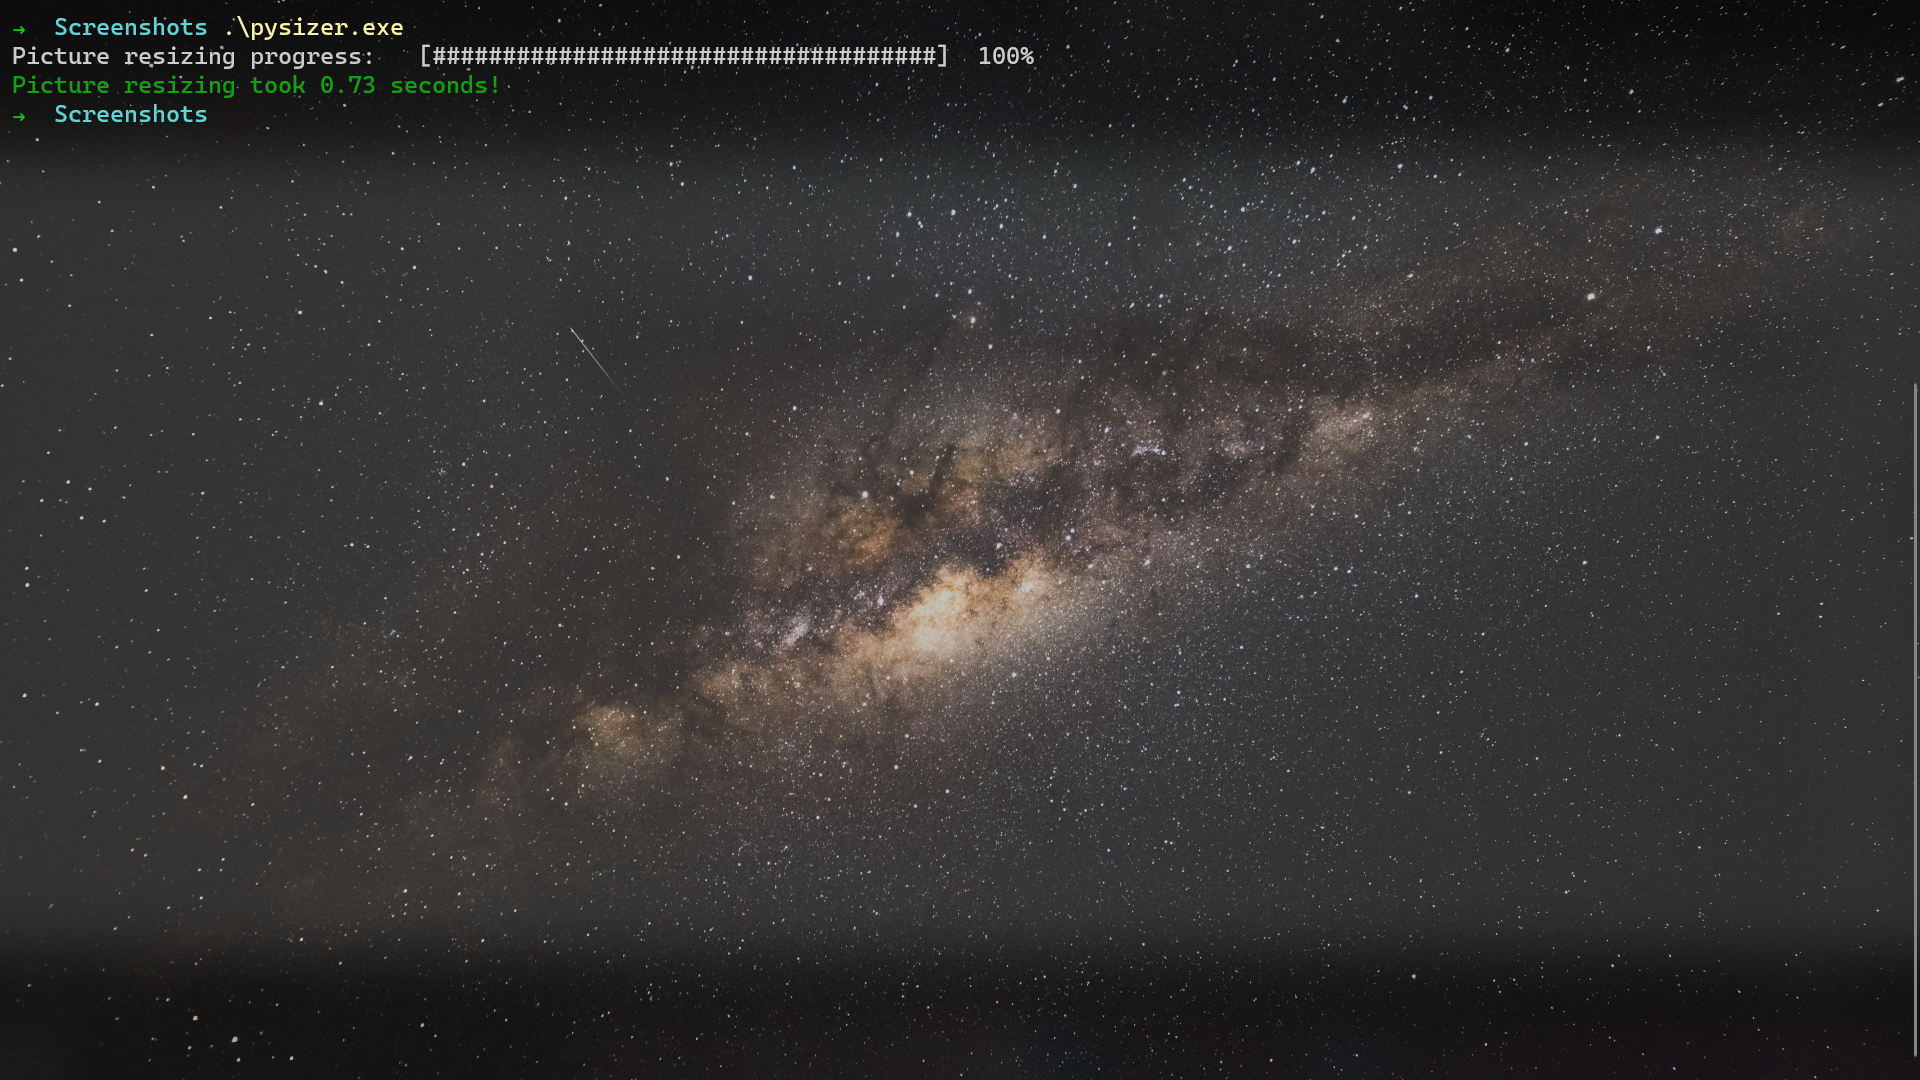 → Screenshots .\pysizer.exe
Picture resizing progress: [####################################] 100%
Picture resizing took 0.73 seconds!
→ Screenshots